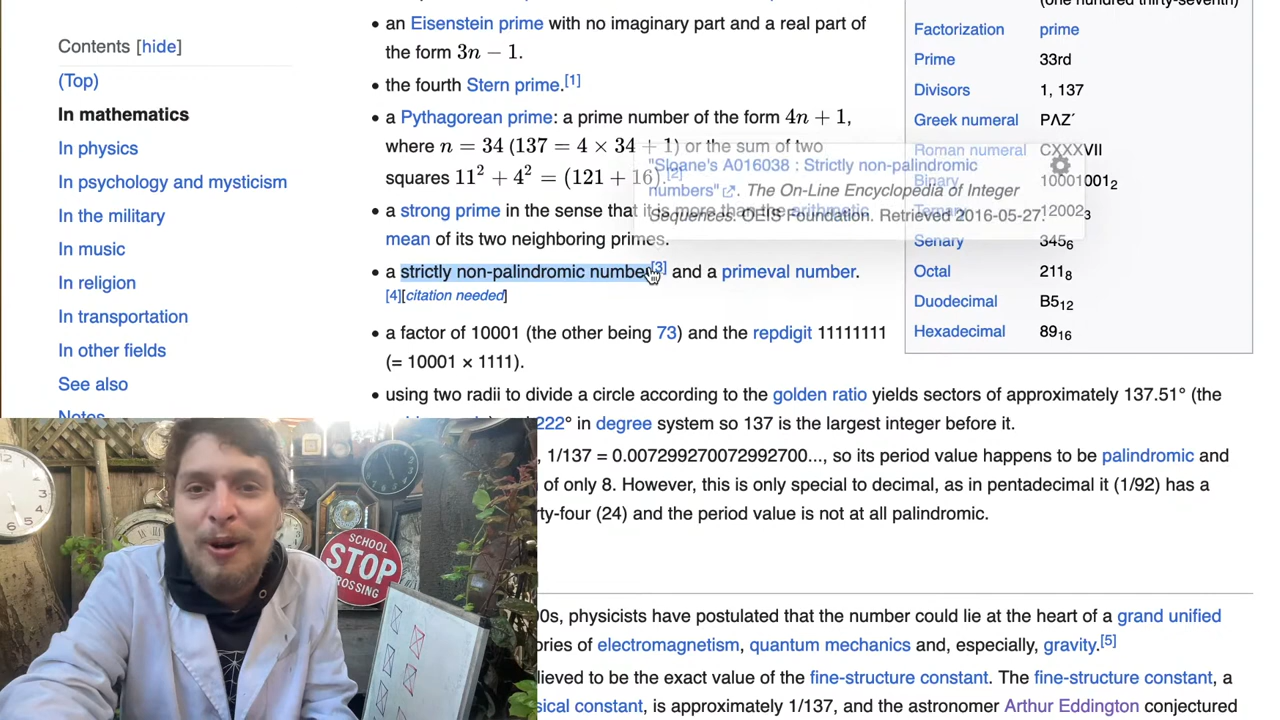 an Eisenstein prime with no imaginary part and a real part of
the form 3n − 1.
the fourth Stern prime.[1]
a Pythagorean prime: a prime number of the form 4n + 1,
where n = 34 (137 = 4 × 34 + 1) or the sum of two
squares 11² + 4² = (121 + 16).[2]
a strong prime in the sense that it is more than the arithmetic
mean of its two neighboring primes.
a strictly non-palindromic number[3] and a primeval number.
[4][citation needed]
a factor of 10001 (the other being 73) and the repdigit 11111111
(= 10001 × 1111).
using two radii to divide a circle according to the golden ratio yields sectors of approximately 137.51° (the
222° in degree system so 137 is the largest integer before it.
, 1/137 = 0.007299270072992700..., so its period value happens to be palindromic and
of only 8. However, this is only special to decimal, as in pentadecimal it (1/92) has a
ty-four (24) and the period value is not at all palindromic.
0s, physicists have postulated that the number could lie at the heart of a grand unified
ories of electromagnetism, quantum mechanics and, especially, gravity.[5]
lieved to be the exact value of the fine-structure constant. The fine-structure constant, a
sical constant, is approximately 1/137, and the astronomer Arthur Eddington conjectured
"Sloane's A016038 : Strictly non-palindromic
numbers". The On-Line Encyclopedia of Integer
Sequences. OEIS Foundation. Retrieved 2016-05-27.
Contents [hide]
(Top)
In mathematics
In physics
In psychology and mysticism
In the military
In music
In religion
In transportation
In other fields
See also
Notes
(one hundred thirty-seventh)
Factorization prime
Prime 33rd
Divisors 1, 137
Greek numeral ΡΛΖ´
Roman numeral CXXXVII
Binary 10001001₂
Ternary 12002₃
Senary 345₆
Octal 211₈
Duodecimal B5₁₂
Hexadecimal 89₁₆
SCHOOL
STOP
CROSSING